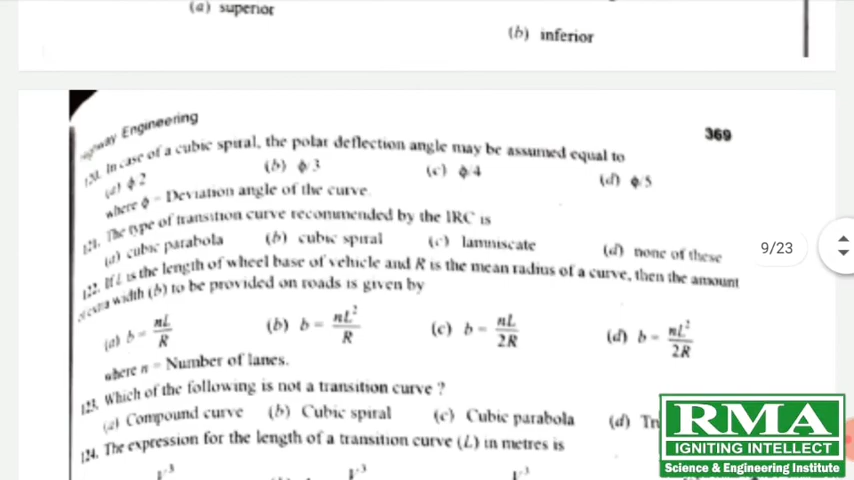 (a) superior
(b) inferior
Engineering
369
120. In case of a cubic spiral, the polar deflection angle may be assumed equal to
(a) ϕ/2 (b) ϕ/3 (c) ϕ/4 (d) ϕ/5
where ϕ = Deviation angle of the curve.
121. The type of transition curve recommended by the IRC is
(a) cubic parabola (b) cubic spiral (c) lamniscate (d) none of these
122. If L is the length of wheel base of vehicle and R is the mean radius of a curve, then the amount
of extra width (b) to be provided on roads is given by
(a) b = nL/R (b) b = nL²/R (c) b = nL/2R (d) b = nL²/2R
where n = Number of lanes.
123. Which of the following is not a transition curve ?
(a) Compound curve (b) Cubic spiral (c) Cubic parabola (d)
124. The expression for the length of a transition curve (L) in metres is
9/23
RMA
IGNITING INTELLECT
Science & Engineering Institute